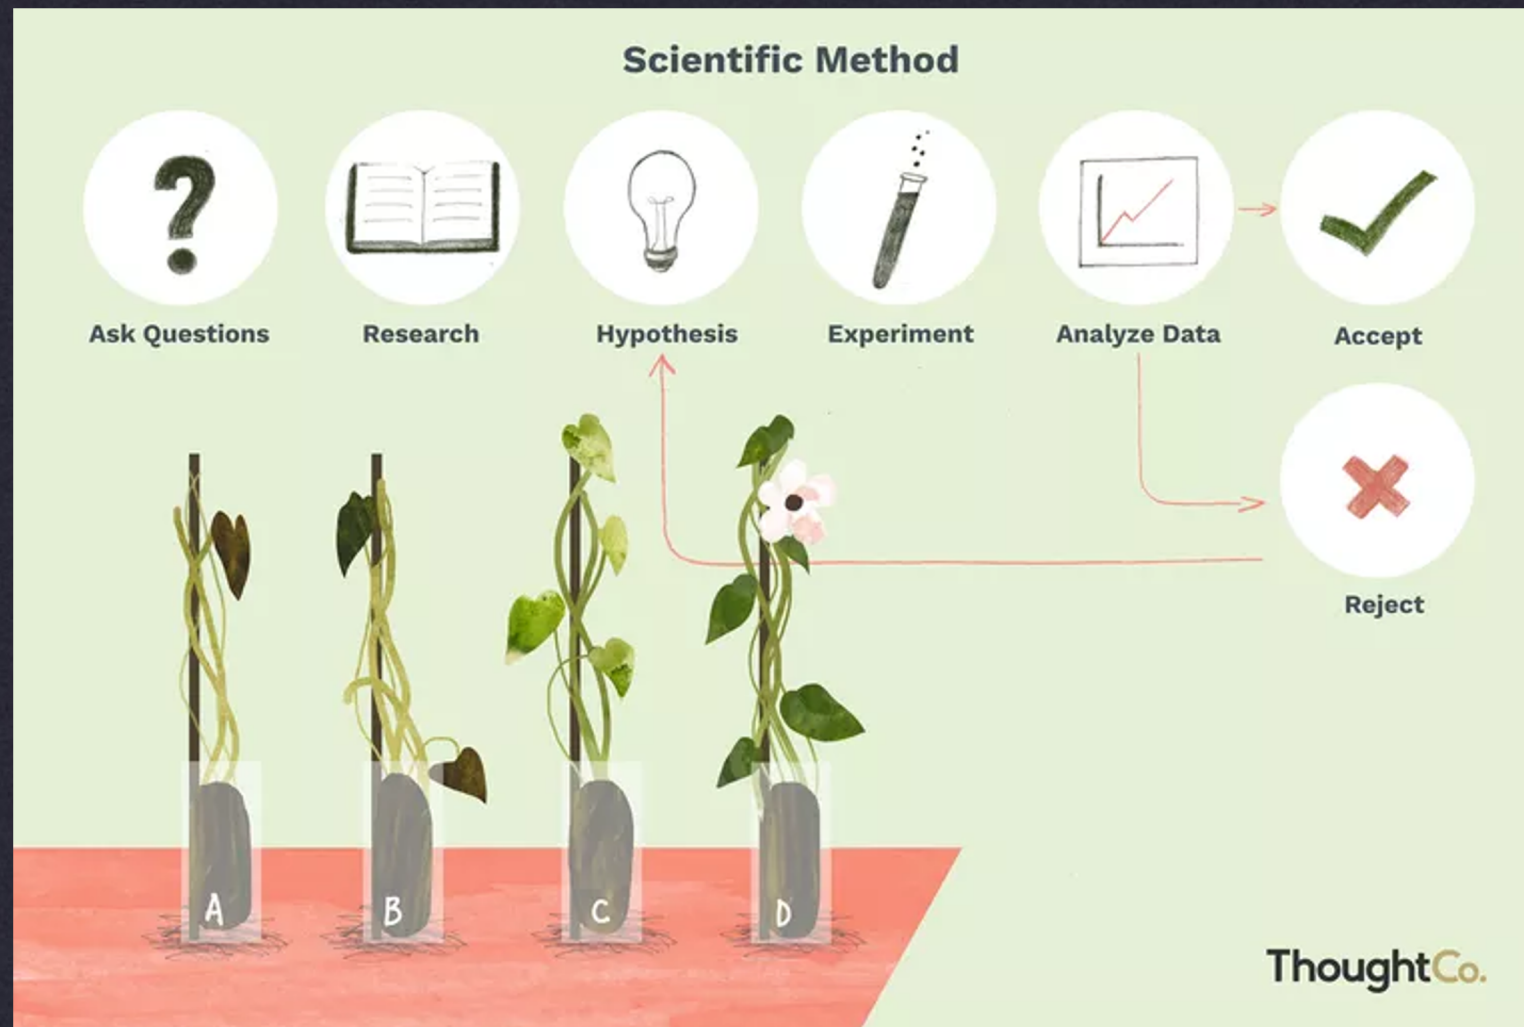 Scientific Method
Ask Questions
Research
Hypothesis
Experiment
Analyze Data
Accept
Reject
A
B
C
D
ThoughtCo.